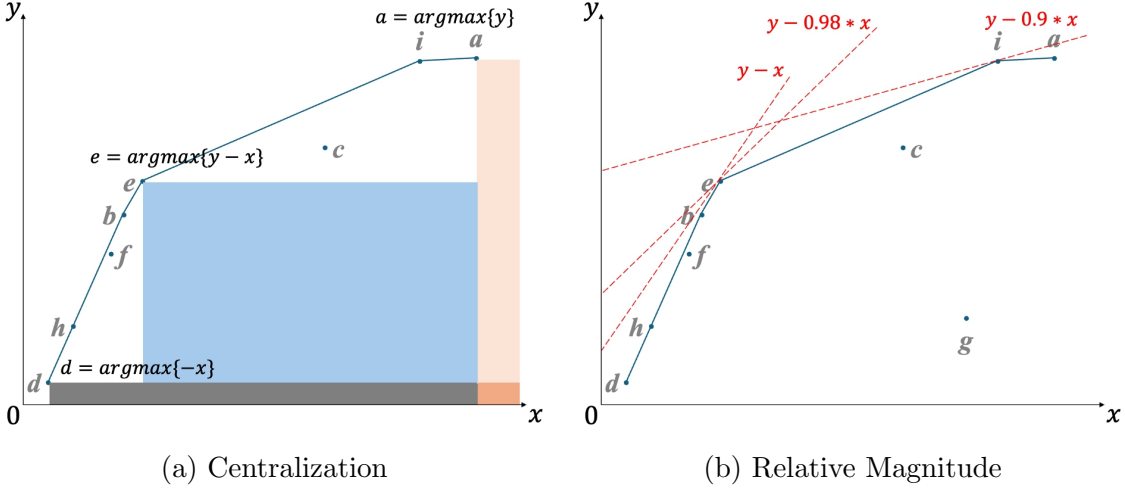 y
a = argmax{y}
i a
c
e = argmax{y − x}
e
b
f
h
d = argmax{−x}
d
0 x
(a) Centralization
y
y − 0.98 ∗ x
y − 0.9 ∗ x
i a
y − x
c
e
b
f
g
h
d
0 x
(b) Relative Magnitude